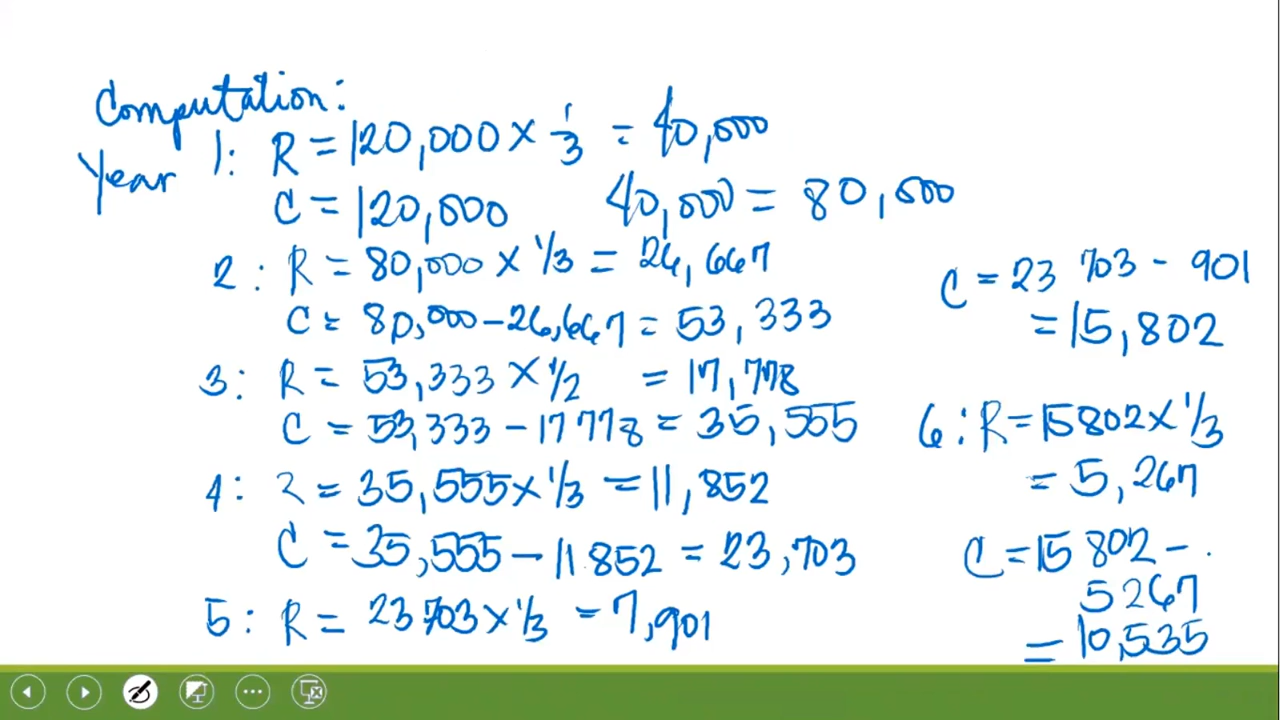 Computation:
Year 1: R = 120,000 × 1/3 = 40,000
C = 120,000 40,000 = 80,000
2: R = 80,000 × 1/3 = 26,667
C = 80,000 - 26,667 = 53,333
3: R = 53,333 × 1/2 = 17,778
C = 53,333 - 17778 = 35,555
4: R = 35,555 × 1/3 = 11,852
C = 35,555 - 11.852 = 23,703
5: R = 23703 × 1/3 = 7,901
C = 23 703 - 901
= 15,802
6: R = 15802 × 1/3
= 5,267
C = 15 802 -
5267
= 10,535